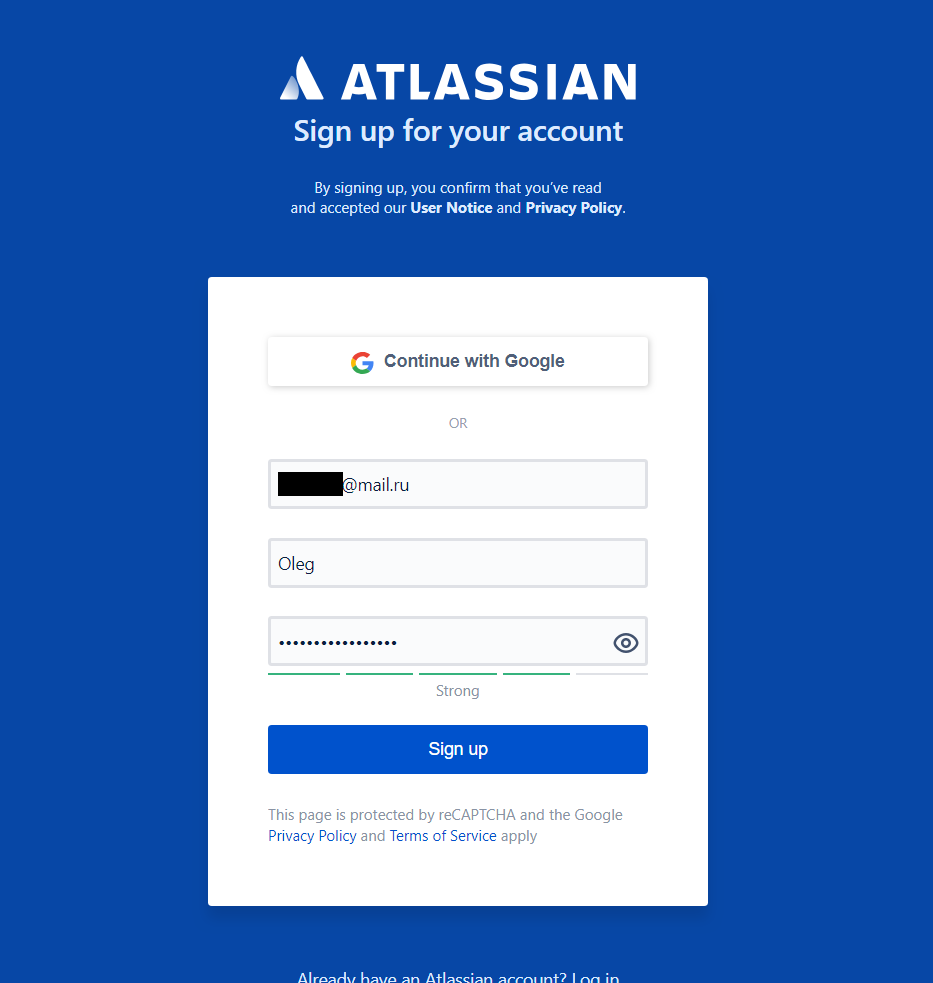 ATLASSIAN
Sign up for your account
By signing up, you confirm that you've read
and accepted our User Notice and Privacy Policy.
Continue with Google
OR
@mail.ru
Oleg
•••••••••••••••••
Strong
Sign up
This page is protected by reCAPTCHA and the Google
Privacy Policy and Terms of Service apply
Already have an Atlassian account? Log in